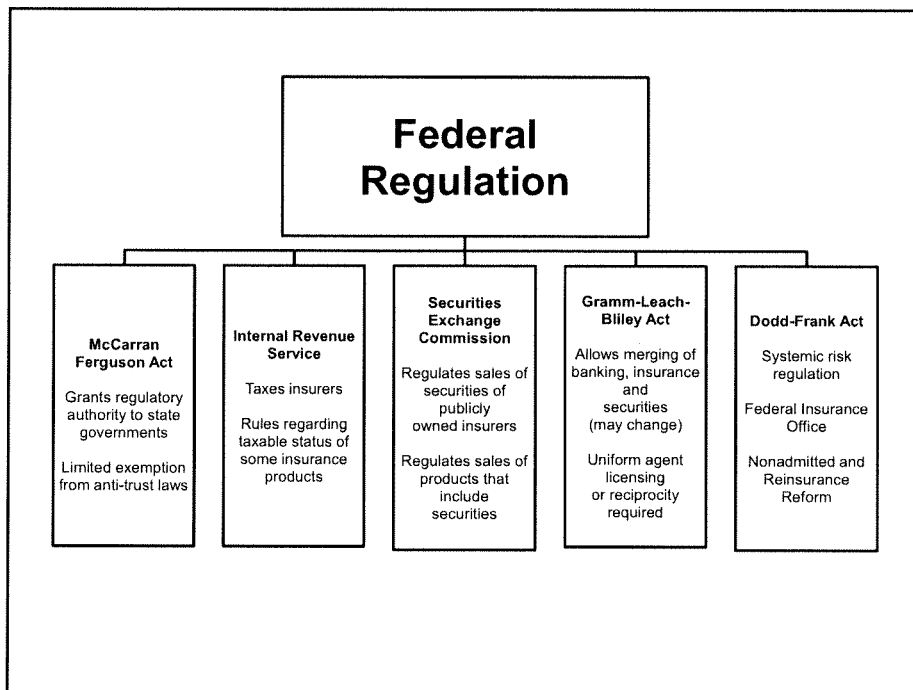 Federal
Regulation
McCarran
Ferguson Act
Grants regulatory
authority to state
governments
Limited exemption
from anti-trust laws
Internal Revenue
Service
Taxes insurers
Rules regarding
taxable status of
some insurance
products
Securities
Exchange
Commission
Regulates sales of
securities of
publicly
owned insurers
Regulates sales of
products that
include
securities
Gramm-Leach-
Bliley Act
Allows merging of
banking, insurance
and
securities
(may change)
Uniform agent
licensing
or reciprocity
required
Dodd-Frank Act
Systemic risk
regulation
Federal Insurance
Office
Nonadmitted and
Reinsurance
Reform